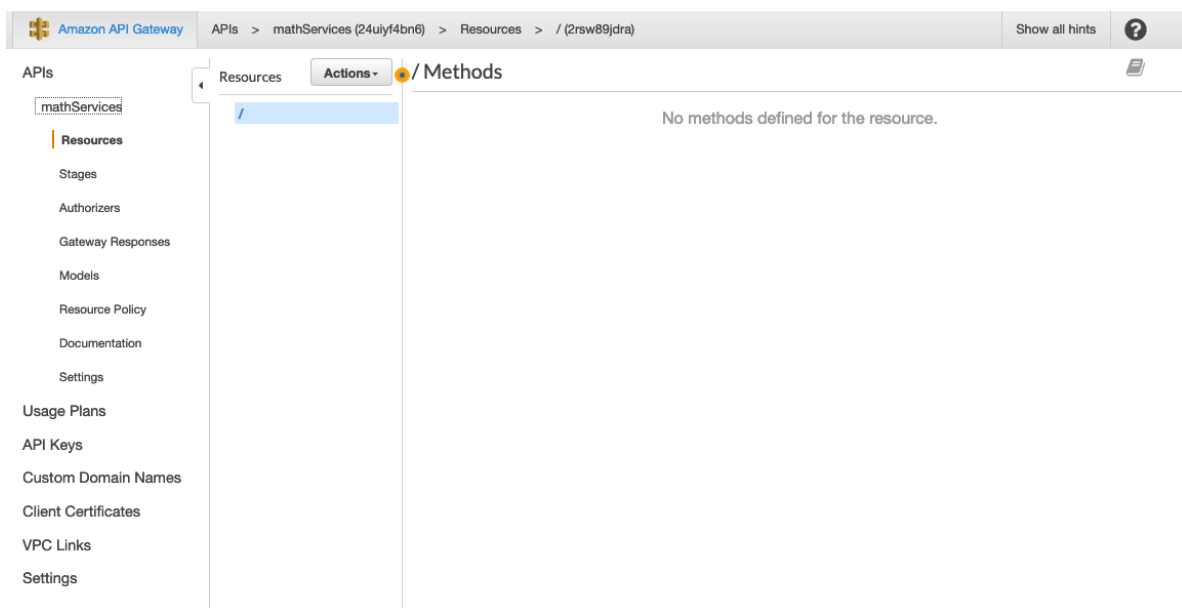 Amazon API Gateway APIs > mathServices (24uiyf4bn6) > Resources > / (2rsw89jdra) Show all hints ?
APIs
mathServices
Resources
Stages
Authorizers
Gateway Responses
Models
Resource Policy
Documentation
Settings
Usage Plans
API Keys
Custom Domain Names
Client Certificates
VPC Links
Settings
Resources Actions
/
/ Methods
No methods defined for the resource.